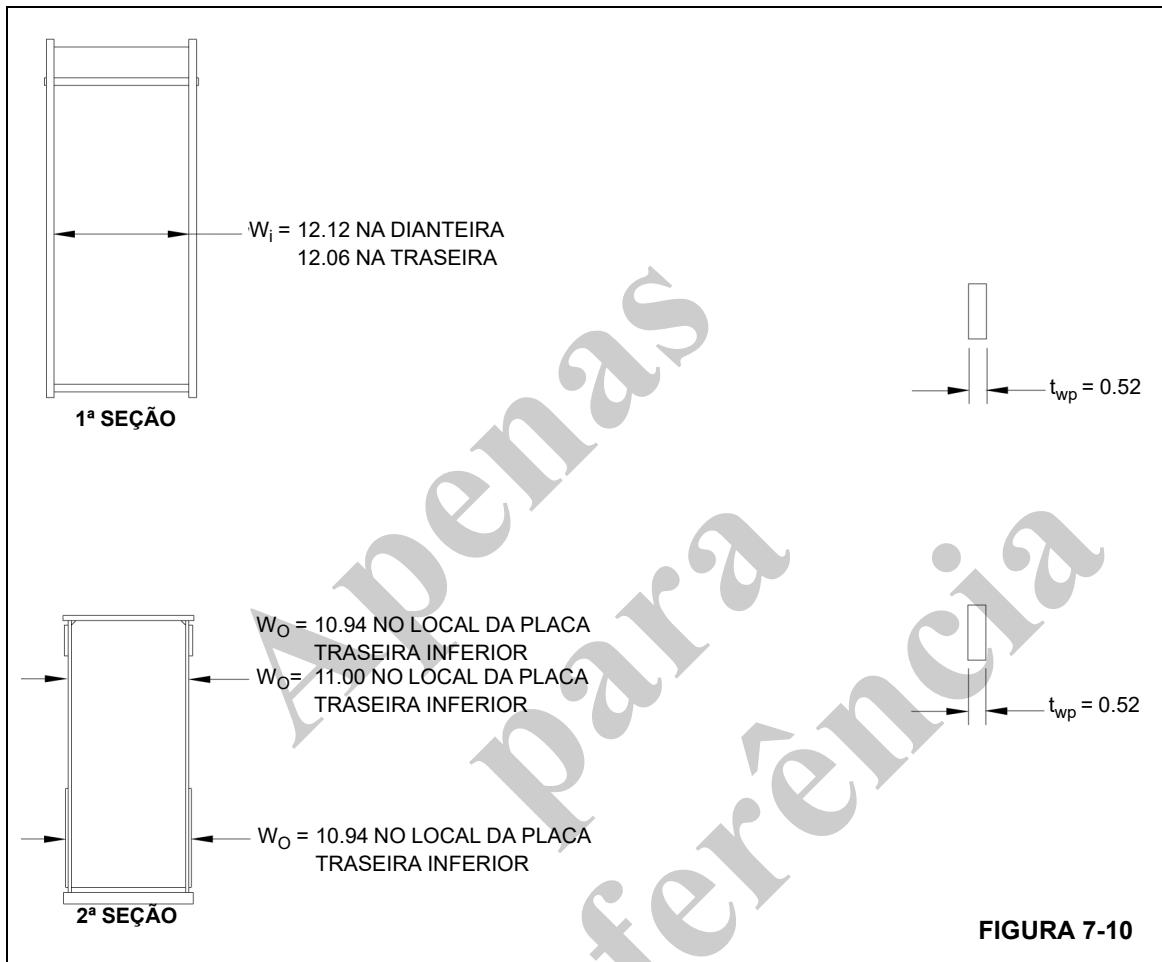 W_i = 12.12 NA DIANTEIRA
12.06 NA TRASEIRA
1ª SEÇÃO
t_wp = 0.52
W_O = 10.94 NO LOCAL DA PLACA
TRASEIRA INFERIOR
W_O= 11.00 NO LOCAL DA PLACA
TRASEIRA INFERIOR
t_wp = 0.52
W_O = 10.94 NO LOCAL DA PLACA
TRASEIRA INFERIOR
2ª SEÇÃO
FIGURA 7-10
Apenas
para
ferência